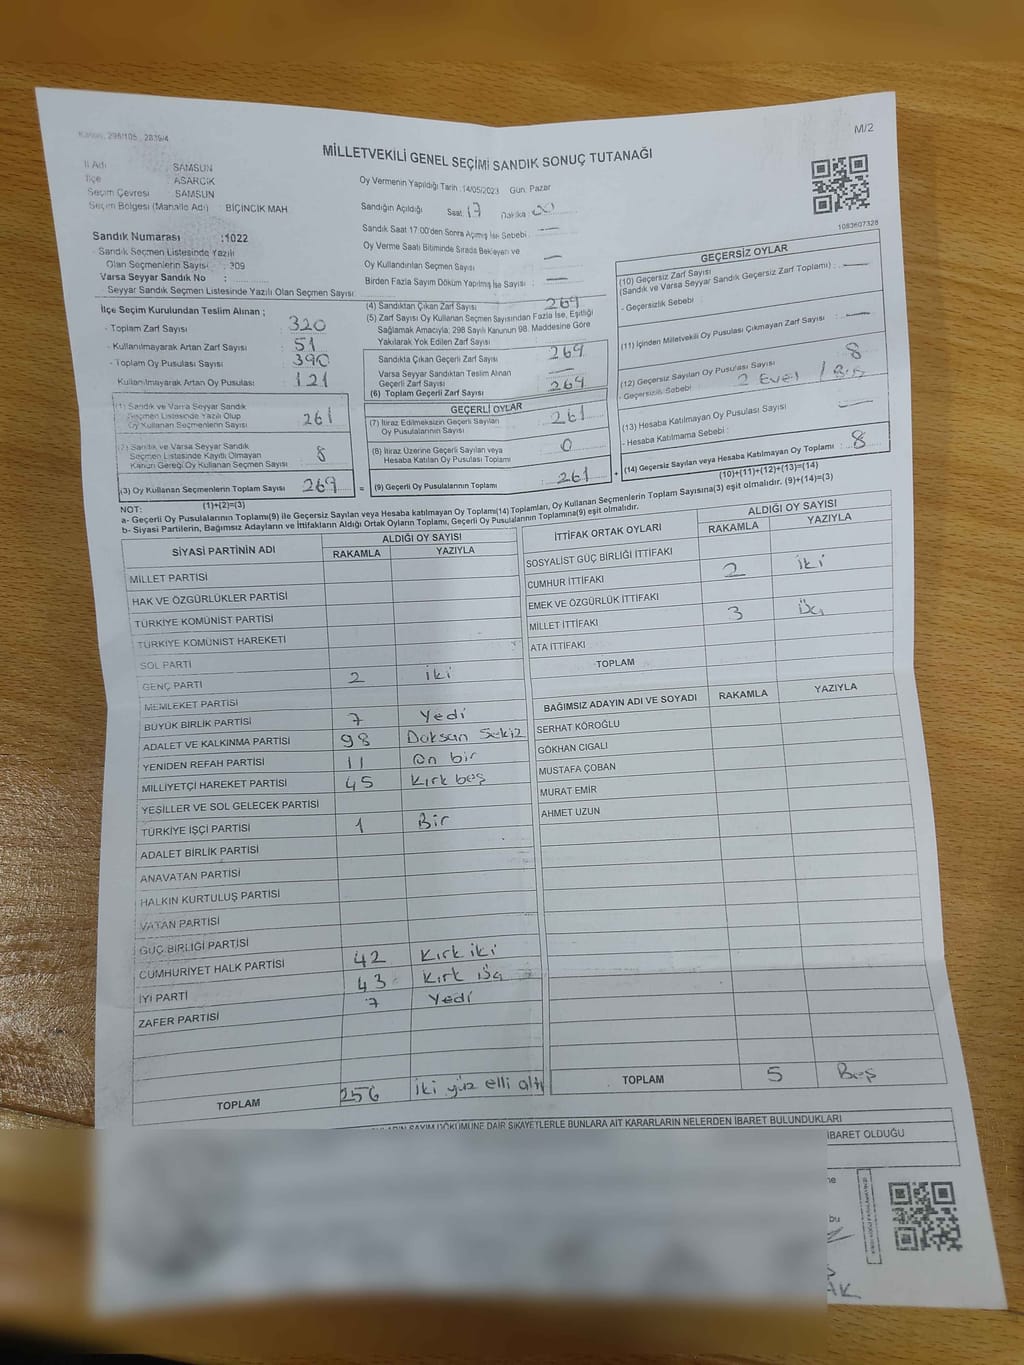 Kanun: 298/105 , 2839/4
M/2
MİLLETVEKİLİ GENEL SEÇİMİ SANDIK SONUÇ TUTANAĞI
İl Adı : SAMSUN
İlçe : ASARCIK
Seçim Çevresi : SAMSUN
Seçim Bölgesi (Mahalle Adı) : BİÇİNCİK MAH
Sandık Numarası :1022
Sandık Seçmen Listesinde Yazılı
Olan Seçmenlerin Sayısı : 309
Varsa Seyyar Sandık No :
Seyyar Sandık Seçmen Listesinde Yazılı Olan Seçmen Sayısı :
Oy Vermenin Yapıldığı Tarih :14/05/2023 Gün: Pazar
Sandığın Açıldığı Saat 17 Dakika : 00
Sandık Saat 17:00'den Sonra Açılmış İse Sebebi : —
Oy Verme Saati Bitiminde Sırada Bekleyen ve
Oy Kullandırılan Seçmen Sayısı : —
Birden Fazla Sayım Döküm Yapılmış İse Sayısı : —
1083607328
İlçe Seçim Kurulundan Teslim Alınan ;
- Toplam Zarf Sayısı : 320
- Kullanılmayarak Artan Zarf Sayısı : 51
- Toplam Oy Pusulası Sayısı : 390
- Kullanılmayarak Artan Oy Pusulası : 121
(1) Sandık ve Varsa Seyyar Sandık
Seçmen Listesinde Yazılı Olup
Oy Kullanan Seçmenlerin Sayısı : 261
(2) Sandık ve Varsa Seyyar Sandık
Seçmen Listesinde Kayıtlı Olmayan
Kanun Gereği Oy Kullanan Seçmen Sayısı : 8
(3) Oy Kullanan Seçmenlerin Toplam Sayısı : 269
(1)+(2)=(3)
(4) Sandıktan Çıkan Zarf Sayısı : 269
(5) Zarf Sayısı Oy Kullanan Seçmen Sayısından Fazla İse, Eşitliği
Sağlamak Amacıyla; 298 Sayılı Kanunun 98. Maddesine Göre
Yakılarak Yok Edilen Zarf Sayısı :
Sandıkta Çıkan Geçerli Zarf Sayısı : 269
Varsa Seyyar Sandıktan Teslim Alınan
Geçerli Zarf Sayısı : —
(6) Toplam Geçerli Zarf Sayısı : 269
GEÇERLİ OYLAR
(7) İtiraz Edilmeksizin Geçerli Sayılan
Oy Pusulalarının Sayısı : 261
(8) İtiraz Üzerine Geçerli Sayılan veya
Hesaba Katılan Oy Pusulası Toplamı : 0
= (9) Geçerli Oy Pusulalarının Toplamı : 261
GEÇERSİZ OYLAR
(10) Geçersiz Zarf Sayısı
(Sandık ve Varsa Seyyar Sandık Geçersiz Zarf Toplamı) : —
- Geçersizlik Sebebi :
(11) İçinden Milletvekili Oy Pusulası Çıkmayan Zarf Sayısı : —
(12) Geçersiz Sayılan Oy Pusulası Sayısı : 8
- Geçersizlik Sebebi : 2 Evet /
(13) Hesaba Katılmayan Oy Pusulası Sayısı : —
- Hesaba Katılmama Sebebi :
+ (14) Geçersiz Sayılan veya Hesaba Katılmayan Oy Toplamı : 8
(10)+(11)+(12)+(13)=(14)
NOT:
a- Geçerli Oy Pusulalarının Toplamı(9) ile Geçersiz Sayılan veya Hesaba katılmayan Oy Toplamı(14) Toplamları, Oy Kullanan Seçmenlerin Toplam Sayısına(3) eşit olmalıdır. (9)+(14)=(3)
b- Siyasi Partilerin, Bağımsız Adayların ve İttifakların Aldığı Ortak Oyların Toplamı, Geçerli Oy Pusulalarının Toplamına(9) eşit olmalıdır.
SİYASİ PARTİNİN ADI ALDIĞI OY SAYISI
RAKAMLA YAZIYLA
MİLLET PARTİSİ
HAK VE ÖZGÜRLÜKLER PARTİSİ
TÜRKİYE KOMÜNİST PARTİSİ
TÜRKİYE KOMÜNİST HAREKETİ
SOL PARTİ
GENÇ PARTİ 2 iki
MEMLEKET PARTİSİ
BÜYÜK BİRLİK PARTİSİ 7 Yedi
ADALET VE KALKINMA PARTİSİ 98 Doksan Sekiz
YENİDEN REFAH PARTİSİ 11 On bir
MİLLİYETÇİ HAREKET PARTİSİ 45 Kırk beş
YEŞİLLER VE SOL GELECEK PARTİSİ
TÜRKİYE İŞÇİ PARTİSİ 1 Bir
ADALET BİRLİK PARTİSİ
ANAVATAN PARTİSİ
HALKIN KURTULUŞ PARTİSİ
VATAN PARTİSİ
GÜÇ BİRLİĞİ PARTİSİ
CUMHURİYET HALK PARTİSİ 42 Kırk iki
İYİ PARTİ 43 Kırk üç
ZAFER PARTİSİ 7 Yedi
TOPLAM 256 iki yüz elli altı
İTTİFAK ORTAK OYLARI ALDIĞI OY SAYISI
RAKAMLA YAZIYLA
SOSYALİST GÜÇ BİRLİĞİ İTTİFAKI
CUMHUR İTTİFAKI 2 iki
EMEK VE ÖZGÜRLÜK İTTİFAKI
MİLLET İTTİFAKI 3 üç
ATA İTTİFAKI
TOPLAM
BAĞIMSIZ ADAYIN ADI VE SOYADI RAKAMLA YAZIYLA
SERHAT KÖROĞLU
GÖKHAN CIGALI
MUSTAFA ÇOBAN
MURAT EMİR
AHMET UZUN
TOPLAM 5 Beş
SAYIM DÖKÜMÜNE DAİR ŞİKAYETLERLE BUNLARA AİT KARARLARIN NELERDEN İBARET BULUNDUKLARI
İBARET OLDUĞU